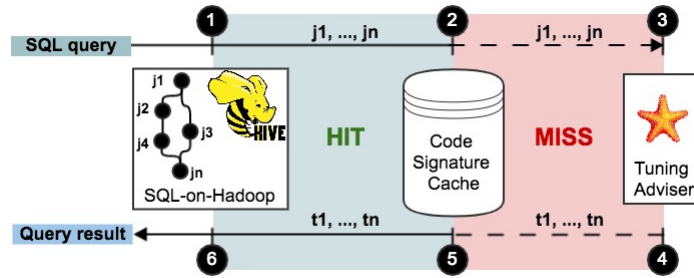 1 2 3
SQL query j1, ..., jn j1, ..., jn
j1
j2
j3
j4
jn
HIVE
SQL-on-Hadoop
HIT
Code
Signature
Cache
MISS
Tuning
Adviser
Query result t1, ..., tn t1, ..., tn
6 5 4